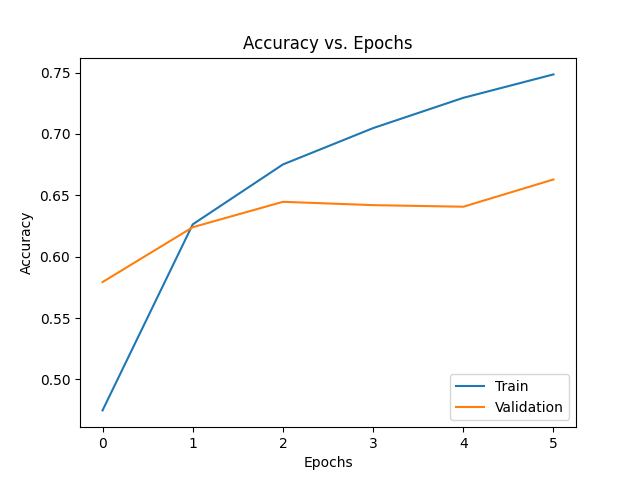 Accuracy vs. Epochs
0.75
0.70
0.65
0.60
0.55
0.50
Accuracy
0 1 2 3 4 5
Epochs
Train
Validation